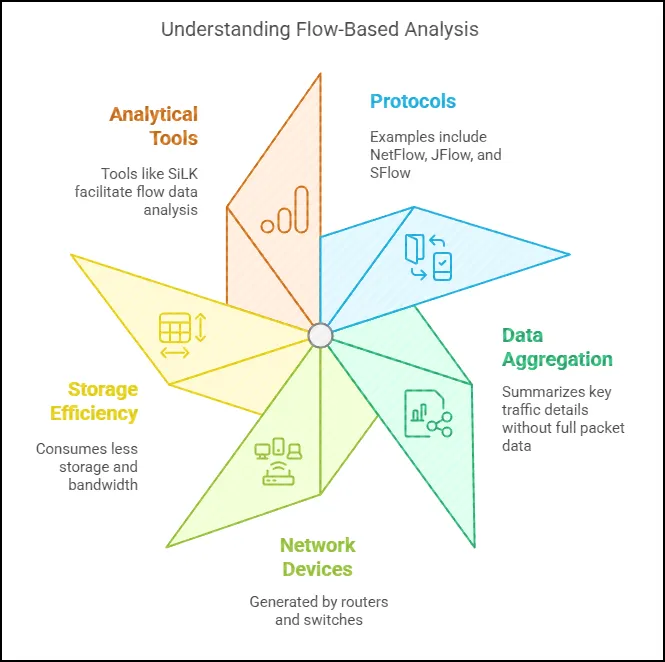 Understanding Flow-Based Analysis
Analytical
Tools
Tools like SiLK
facilitate flow data
analysis
Protocols
Examples include
NetFlow, JFlow, and
SFlow
Data
Aggregation
Summarizes key
traffic details
without full packet
data
Storage
Efficiency
Consumes less
storage and
bandwidth
Network
Devices
Generated by routers
and switches